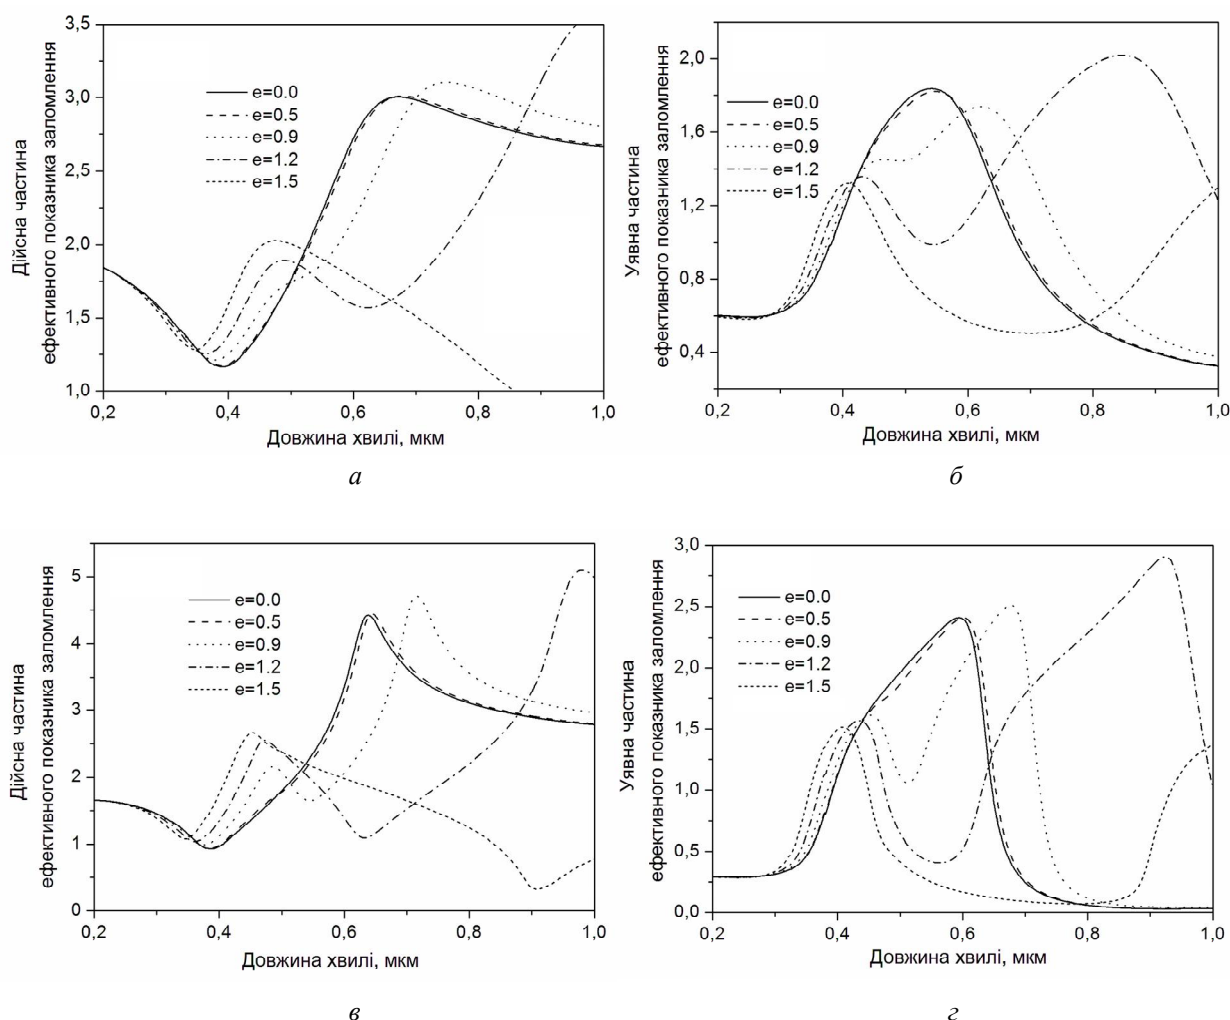 Дійсна частина
ефективного показника заломлення
3,5
3,0
2,5
2,0
1,5
1,0
e=0.0
e=0.5
e=0.9
e=1.2
e=1.5
0,2
0,4
0,6
0,8
1,0
Довжина хвилі, мкм
а
Уявна частина
ефективного показника заломлення
2,0
1,6
1,2
0,8
0,4
e=0.0
e=0.5
e=0.9
e=1.2
e=1.5
0,2
0,4
0,6
0,8
1,0
Довжина хвилі, мкм
б
Дійсна частина
ефективного показника заломлення
5
4
3
2
1
0
e=0.0
e=0.5
e=0.9
e=1.2
e=1.5
0,2
0,4
0,6
0,8
1,0
Довжина хвилі, мкм
в
Уявна частина
ефективного показника заломлення
3,0
2,5
2,0
1,5
1,0
0,5
0,0
e=0.0
e=0.5
e=0.9
e=1.2
e=1.5
0,2
0,4
0,6
0,8
1,0
Довжина хвилі, мкм
г